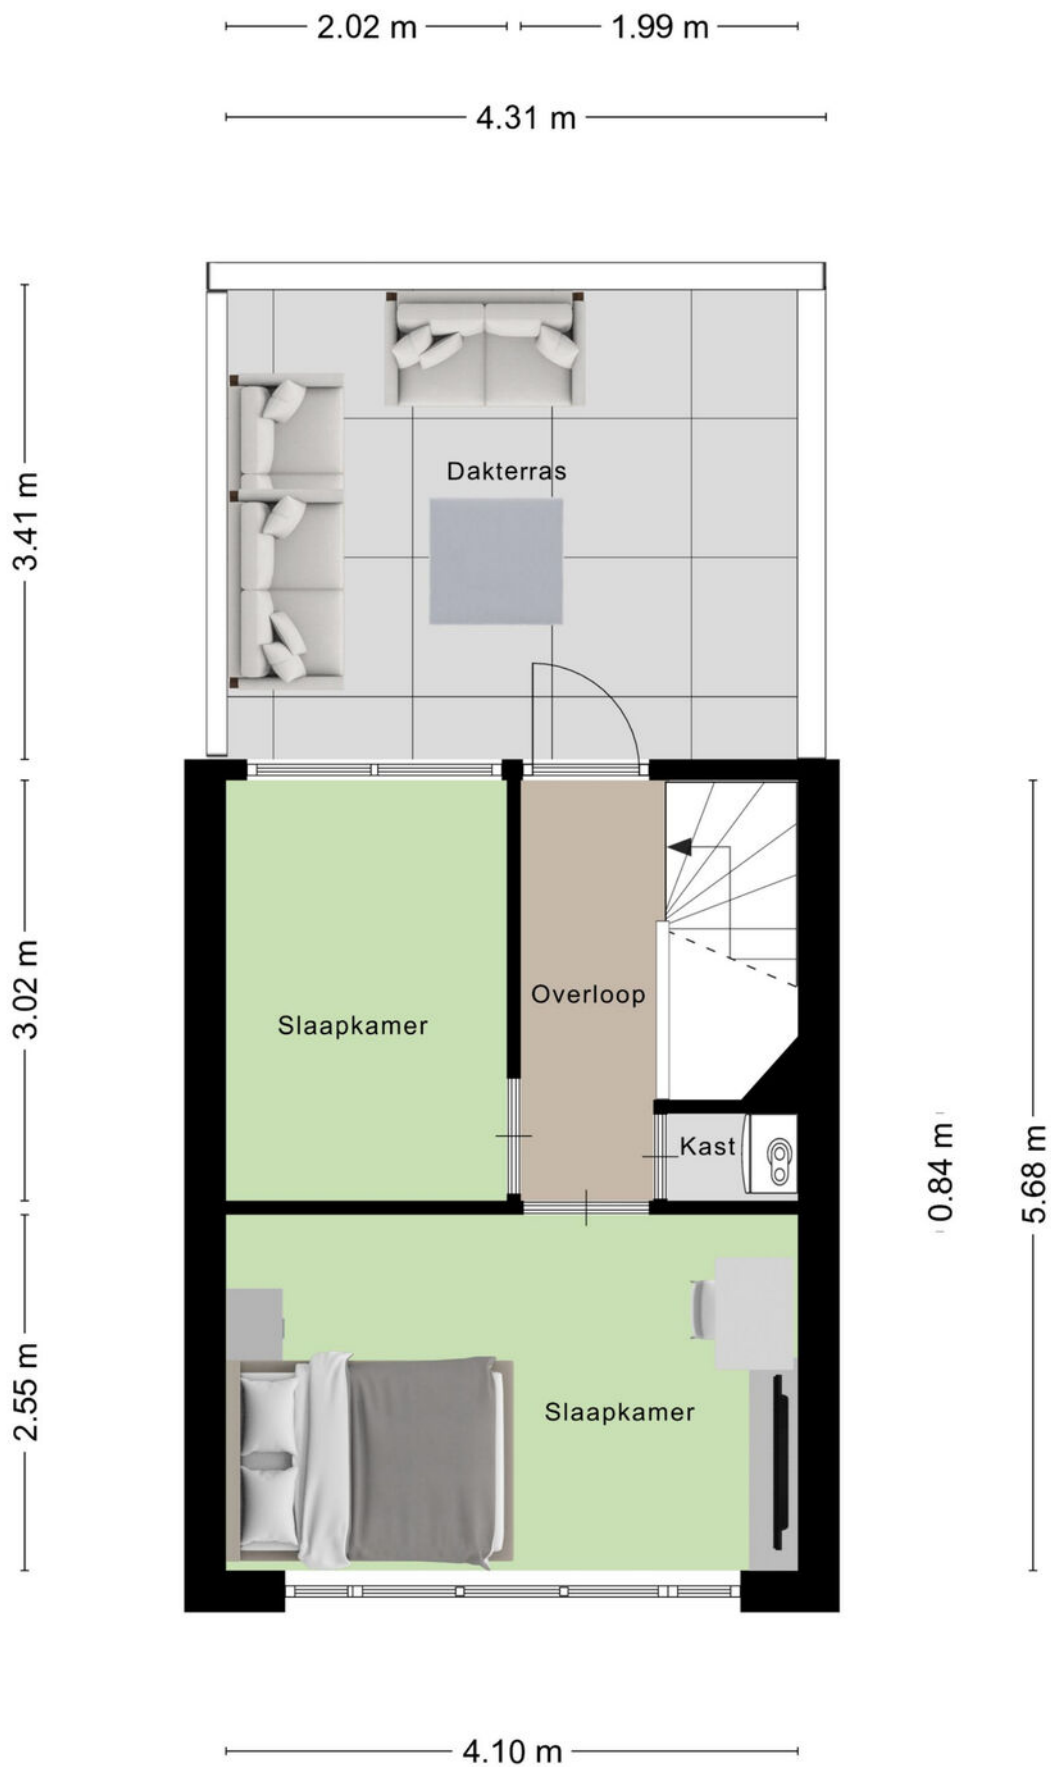 2.02 m
1.99 m
4.31 m
3.41 m
Dakterras
3.02 m
Overloop
Slaapkamer
Kast
0.84 m
5.68 m
2.55 m
Slaapkamer
4.10 m